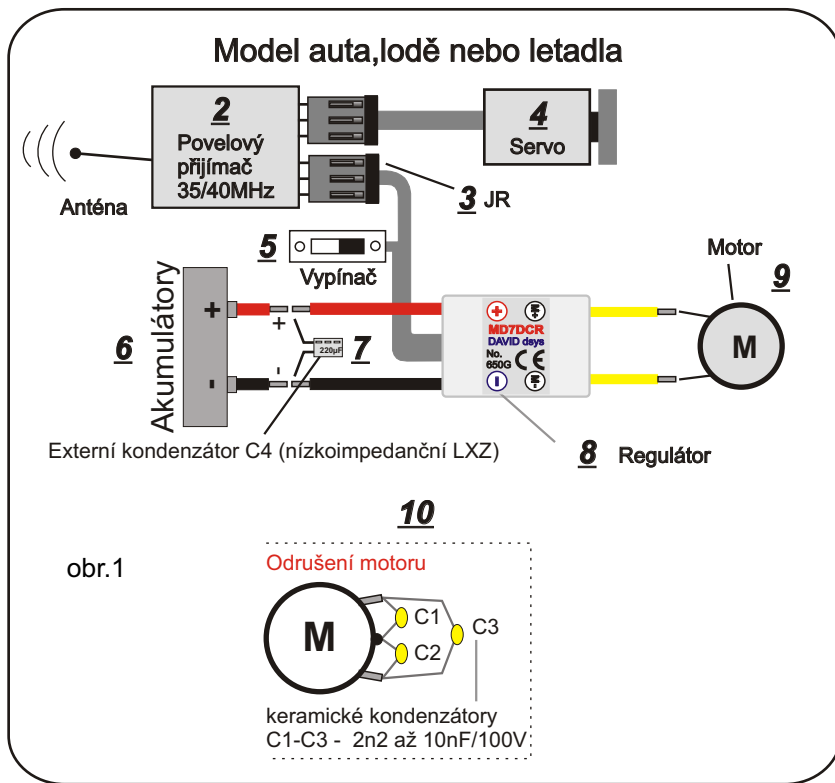 Model auta,lodě nebo letadla
2
Povelový
přijímač
35/40MHz
Anténa
4
Servo
3 JR
5
Vypínač
Motor
9
Akumulátory
6
+
-
+
-
220µF
7
+
M+
MD7DCR
DAVID dsys
No.
650G
CE
-
M-
M
Externí kondenzátor C4 (nízkoimpedanční LXZ)
8 Regulátor
10
obr.1
Odrušení motoru
M
C1
C2
C3
keramické kondenzátory
C1-C3 - 2n2 až 10nF/100V